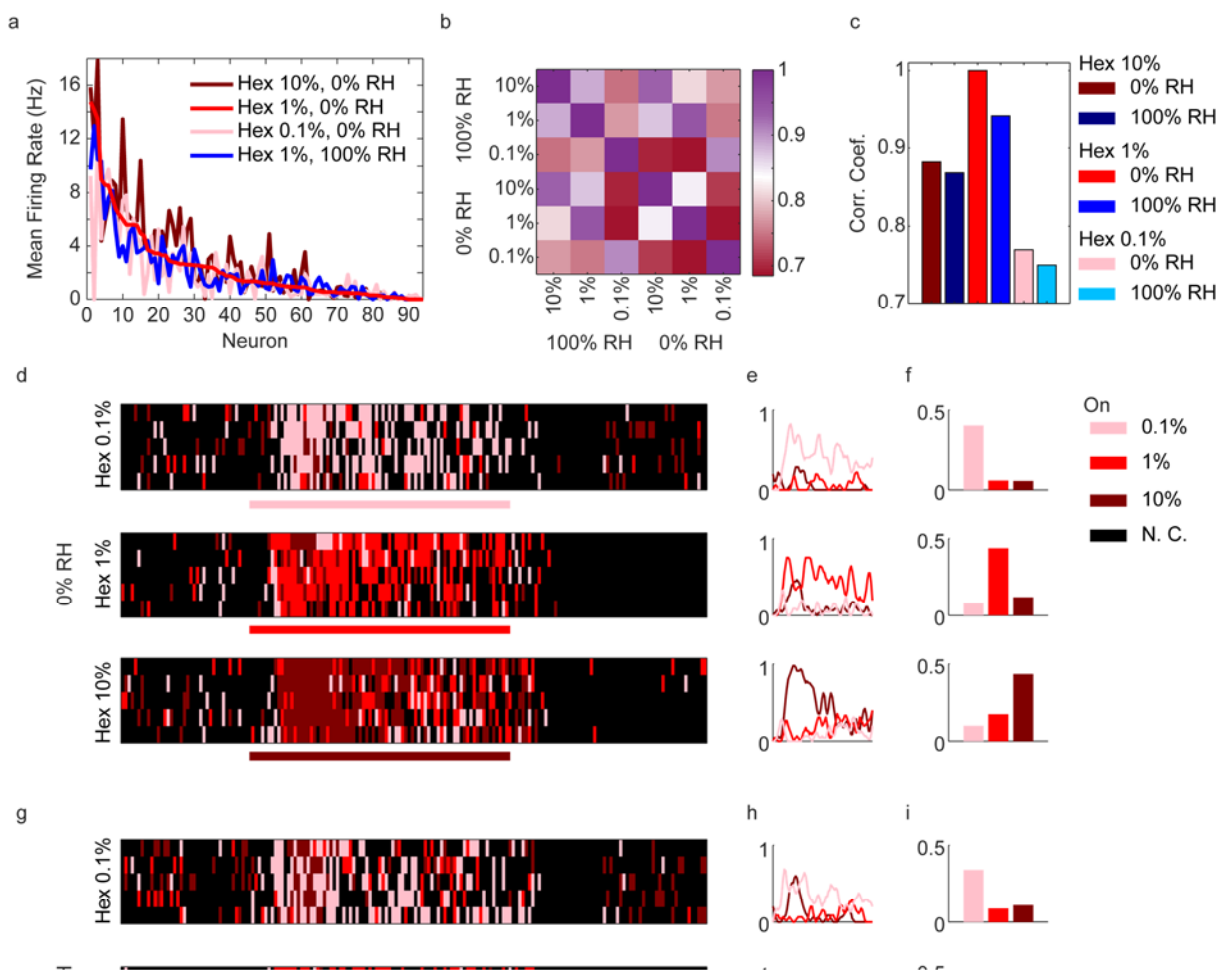 a
Mean Firing Rate (Hz)
16
12
8
4
0
0 10 20 30 40 50 60 70 80 90
Neuron
Hex 10%, 0% RH
Hex 1%, 0% RH
Hex 0.1%, 0% RH
Hex 1%, 100% RH
b
100% RH
0% RH
10%
1%
0.1%
10%
1%
0.1%
10% 1% 0.1% 10% 1% 0.1%
100% RH 0% RH
1
0.9
0.8
0.7
c
Corr. Coef.
1
0.9
0.8
0.7
Hex 10%
0% RH
100% RH
Hex 1%
0% RH
100% RH
Hex 0.1%
0% RH
100% RH
d
0% RH
Hex 0.1%
Hex 1%
Hex 10%
e
1
0
1
0
1
0
f
0.5
0
0.5
0
0.5
0
On
0.1%
1%
10%
N. C.
g
Hex 0.1%
h
1
0
i
0.5
0